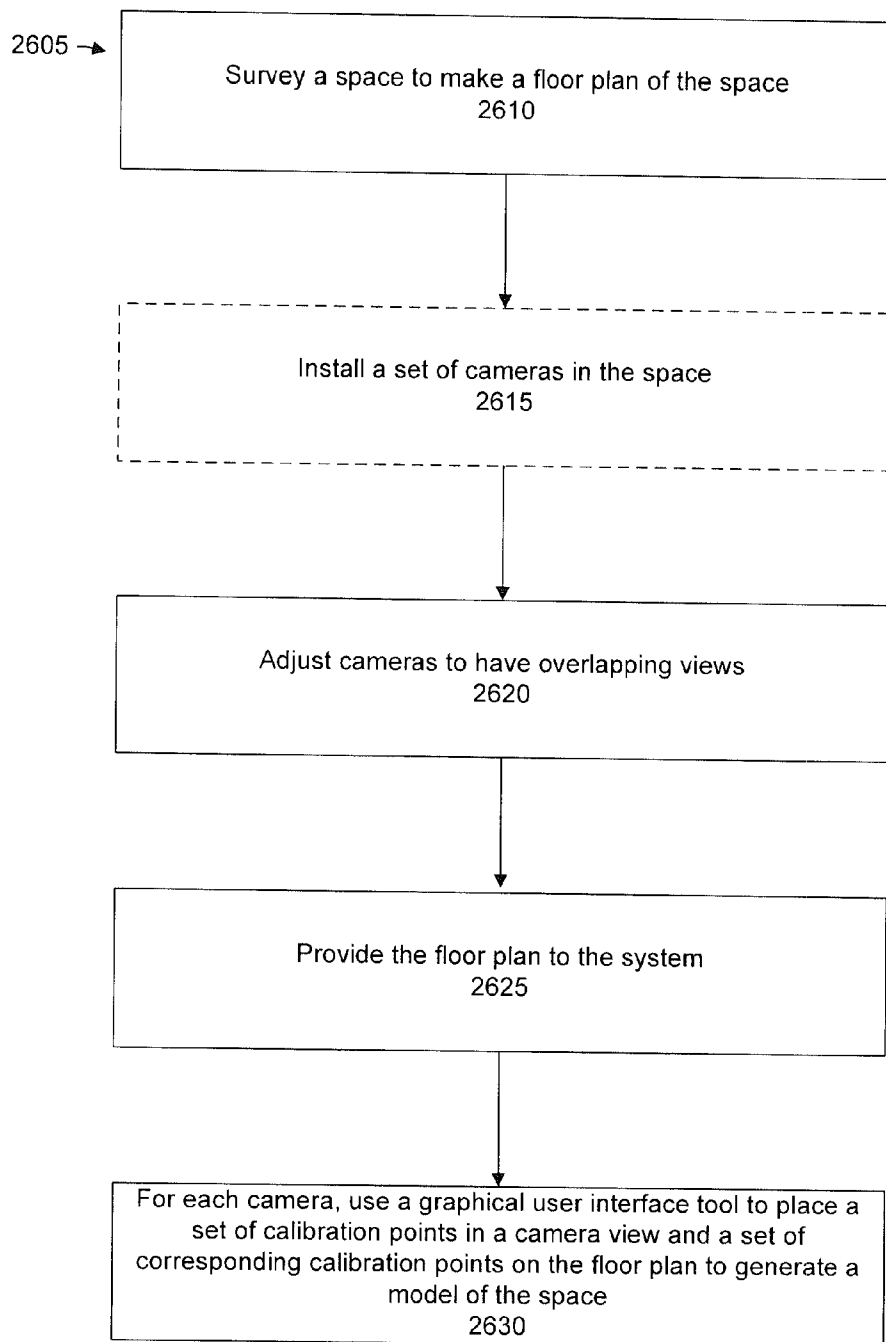 2605
Survey a space to make a floor plan of the space
2610
Install a set of cameras in the space
2615
Adjust cameras to have overlapping views
2620
Provide the floor plan to the system
2625
For each camera, use a graphical user interface tool to place a
set of calibration points in a camera view and a set of
corresponding calibration points on the floor plan to generate a
model of the space
2630